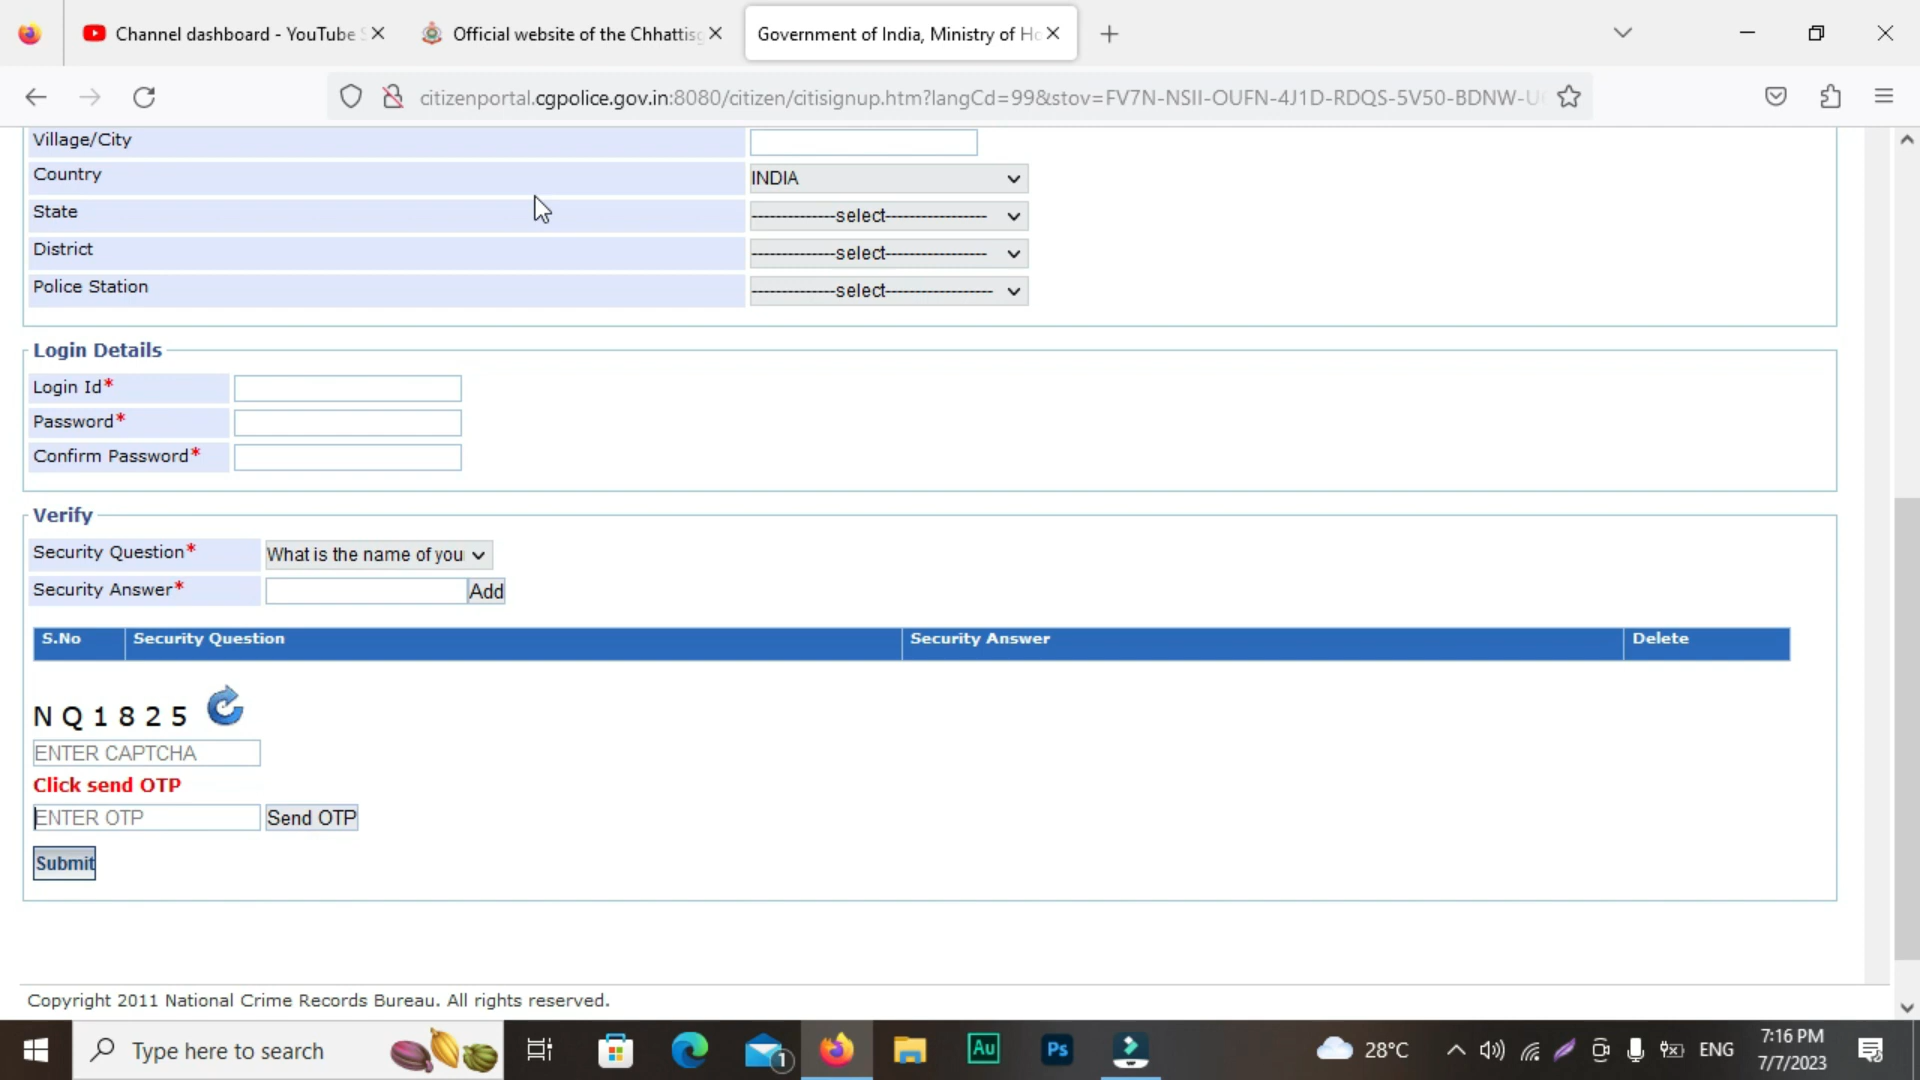 Channel dashboard - YouTube S
Official website of the Chhattisg
Government of India, Ministry of Ho
citizenportal.cgpolice.gov.in:8080/citizen/citisignup.htm?langCd=99&stov=FV7N-NSII-OUFN-4J1D-RDQS-5V50-BDNW-U
Village/City
Country INDIA
State --------------select-----------------
District --------------select-----------------
Police Station --------------select------------------
Login Details
Login Id*
Password*
Confirm Password*
Verify
Security Question* What is the name of you
Security Answer* Add
S.No Security Question Security Answer Delete
N Q 1 8 2 5
ENTER CAPTCHA
Click send OTP
ENTER OTP Send OTP
Submit
Copyright 2011 National Crime Records Bureau. All rights reserved.
Type here to search 1 Au Ps 28°C ENG 7:16 PM
7/7/2023